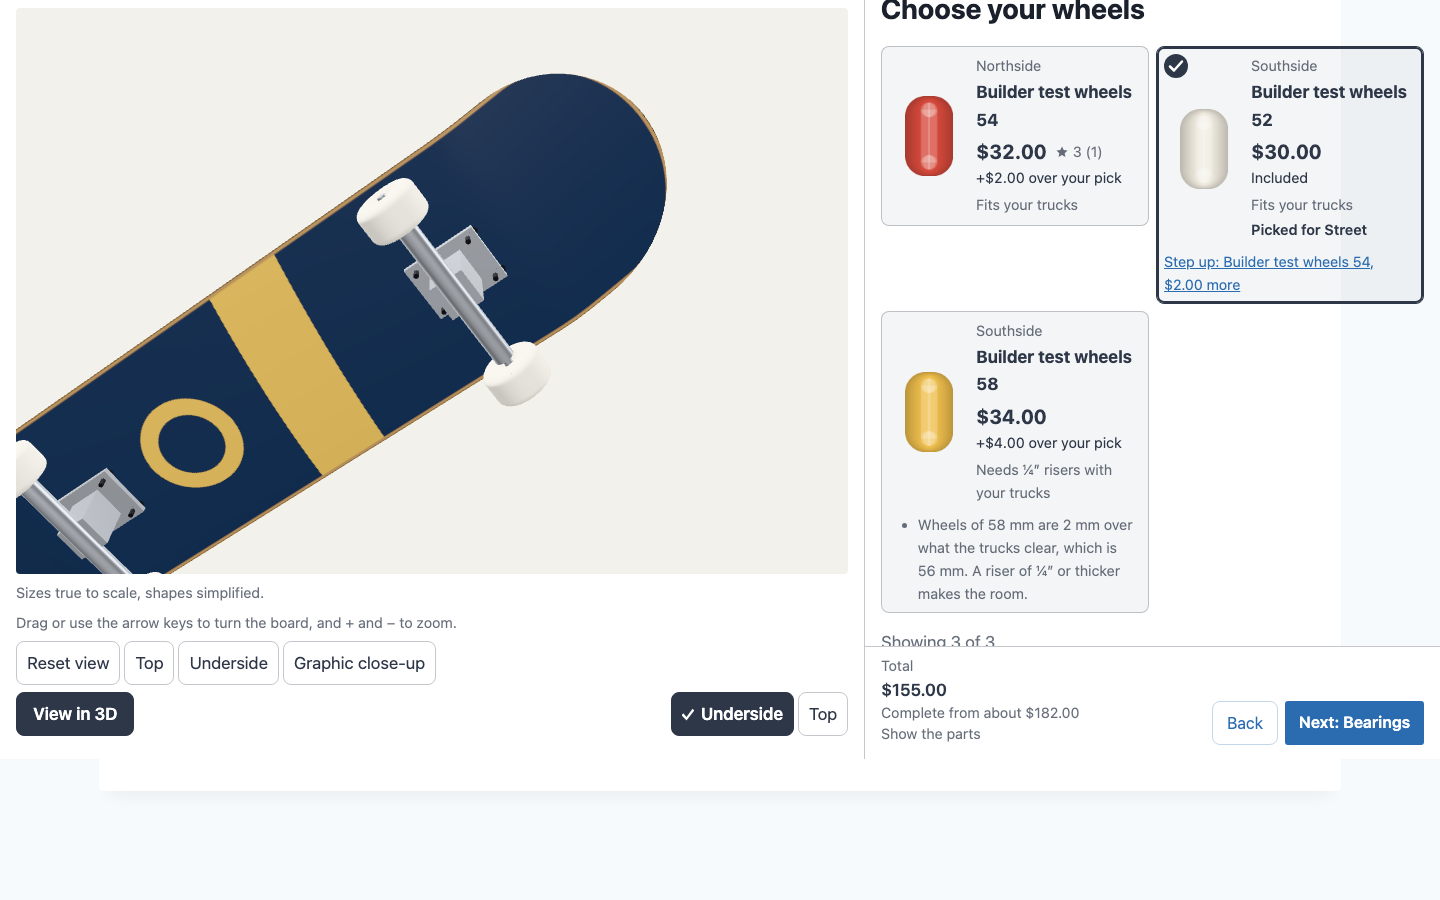 Choose your wheels
Northside
Builder test wheels
54
$32.00 ★ 3 (1)
+$2.00 over your pick
Fits your trucks
Southside
Builder test wheels
52
$30.00
Included
Fits your trucks
Picked for Street
Step up: Builder test wheels 54,
$2.00 more
Southside
Builder test wheels
58
$34.00
+$4.00 over your pick
Needs ¼″ risers with
your trucks
• Wheels of 58 mm are 2 mm over
what the trucks clear, which is
56 mm. A riser of ¼″ or thicker
makes the room.
Showing 3 of 3
Sizes true to scale, shapes simplified.
Drag or use the arrow keys to turn the board, and + and − to zoom.
Reset view
Top
Underside
Graphic close-up
View in 3D
✓ Underside
Top
Total
$155.00
Complete from about $182.00
Show the parts
Back
Next: Bearings